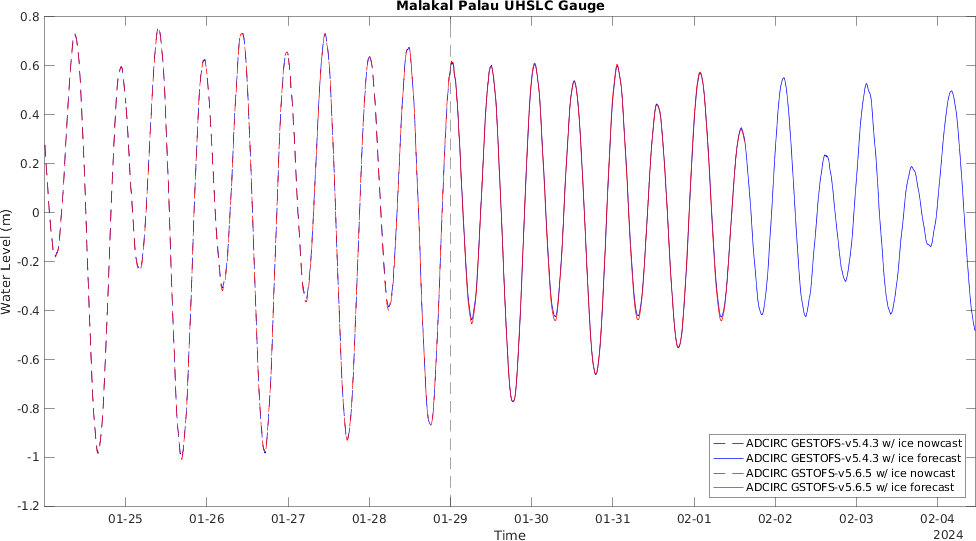 Malakal Palau UHSLC Gauge
0.8
0.6
0.4
0.2
0
-0.2
-0.4
-0.6
-0.8
-1
-1.2
Water Level (m)
ADCIRC GESTOFS-v5.4.3 w/ ice nowcast
ADCIRC GESTOFS-v5.4.3 w/ ice forecast
ADCIRC GSTOFS-v5.6.5 w/ ice nowcast
ADCIRC GSTOFS-v5.6.5 w/ ice forecast
01-25 01-26 01-27 01-28 01-29 01-30 01-31 02-01 02-02 02-03 02-04
Time
2024